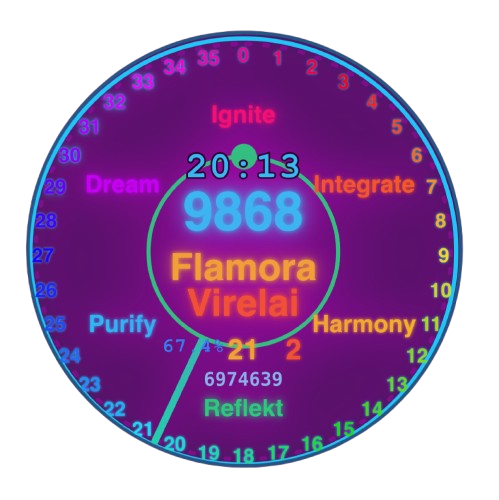 0 1 2 3 4 5 6 7 8 9 10 11 12 13 14 15 16 17 18 19 20 21 22 23 24 25 26 27 28 29 30 31 32 33 34 35
Ignite
20:13
Dream
Integrate
9868
Flamora
Virelai
Purify
Harmony
21 2
6974639
Reflekt